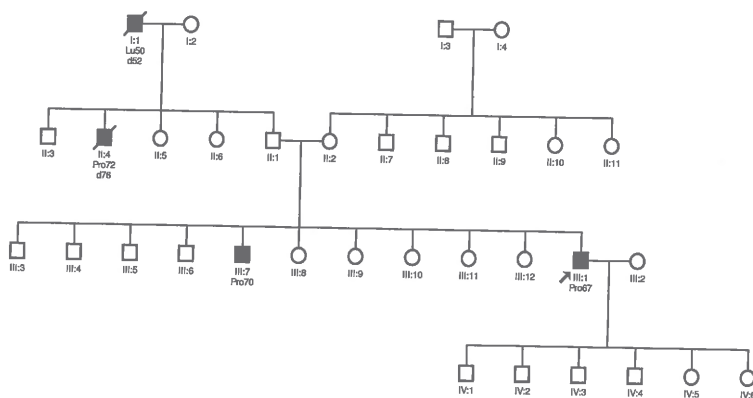 I:1 I:2 I:3 I:4
Lu50
d52
II:3 II:4 II:5 II:6 II:1 II:2 II:7 II:8 II:9 II:10 II:11
Pro72
d76
III:3 III:4 III:5 III:6 III:7 III:8 III:9 III:10 III:11 III:12 III:1 III:2
Pro70 Pro67
IV:1 IV:2 IV:3 IV:4 IV:5